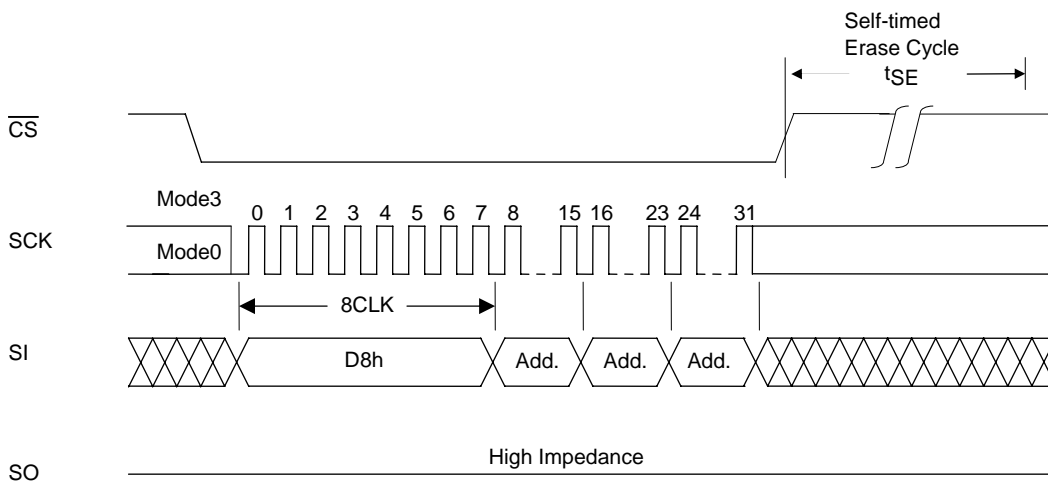 Self-timed
Erase Cycle
tSE
CS
Mode3
0 1 2 3 4 5 6 7 8 15 16 23 24 31
SCK
Mode0
8CLK
SI
D8h
Add.
Add.
Add.
High Impedance
SO